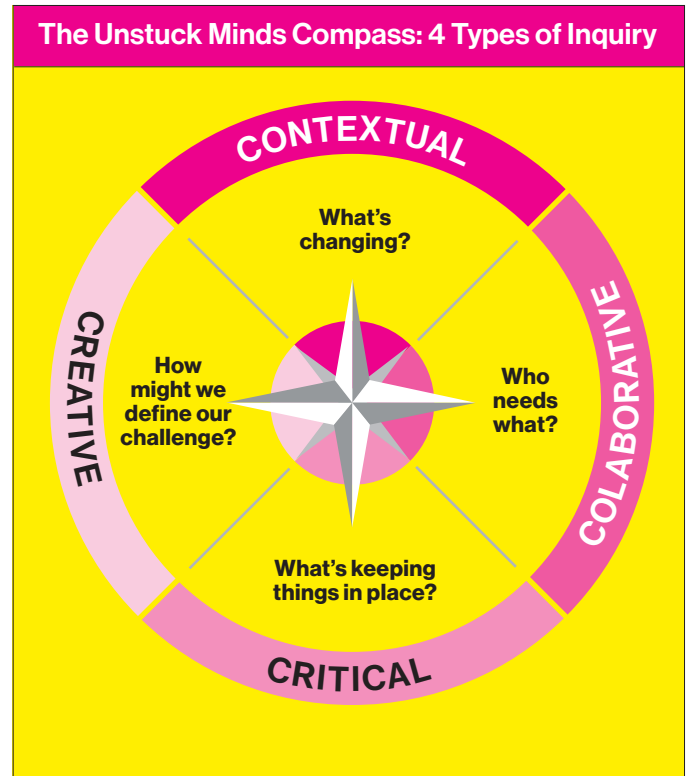 The Unstuck Minds Compass: 4 Types of Inquiry
CONTEXTUAL
What's
changing?
COLABORATIVE
Who
needs
what?
CREATIVE
How
might we
define our
challenge?
What's keeping
things in place?
CRITICAL